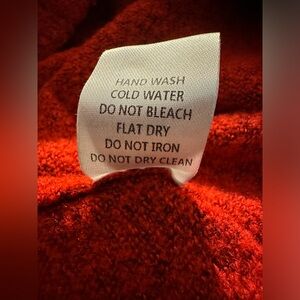 HAND WASH
COLD WATER
DO NOT BLEACH
FLAT DRY
DO NOT IRON
DO NOT DRY CLEAN